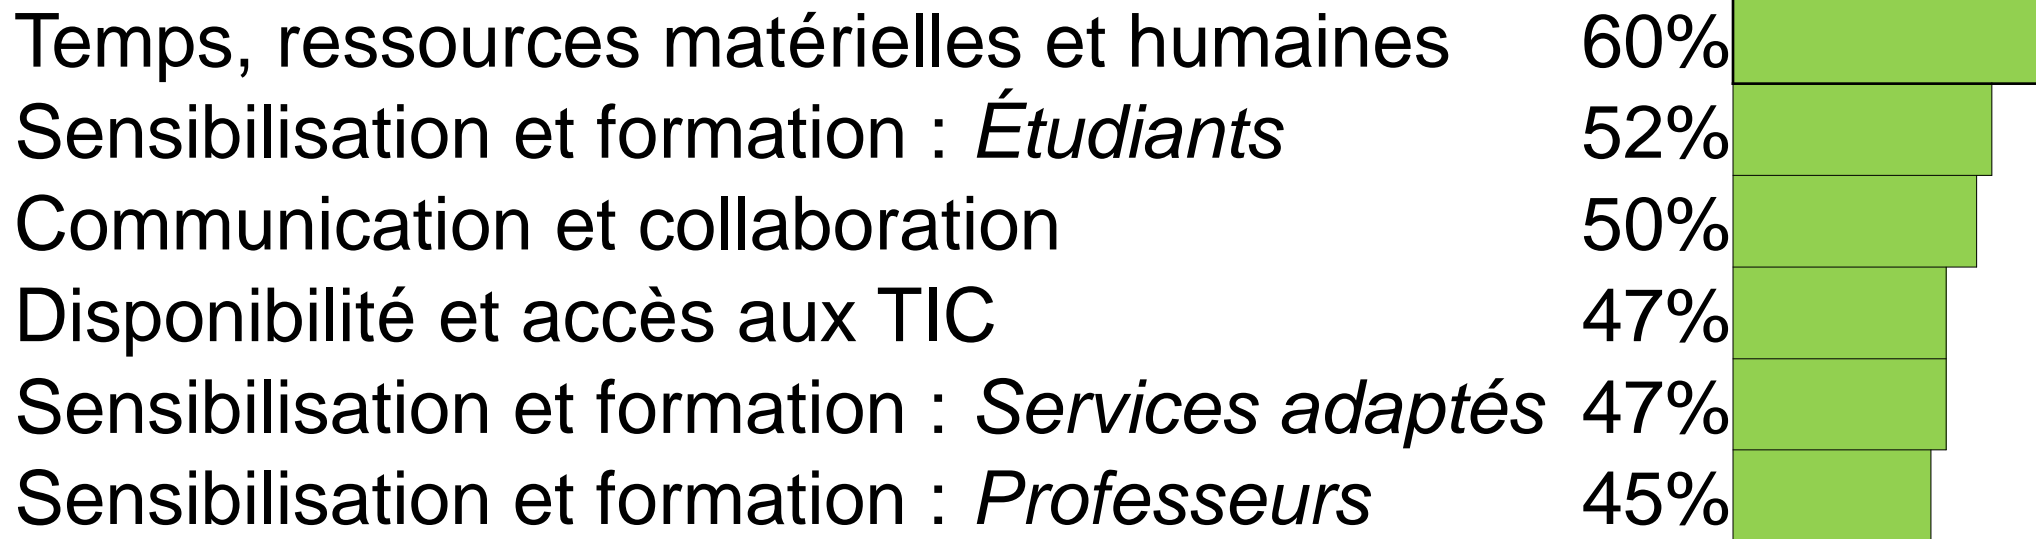 Temps, ressources matérielles et humaines 60%
Sensibilisation et formation : Étudiants 52%
Communication et collaboration 50%
Disponibilité et accès aux TIC 47%
Sensibilisation et formation : Services adaptés 47%
Sensibilisation et formation : Professeurs 45%